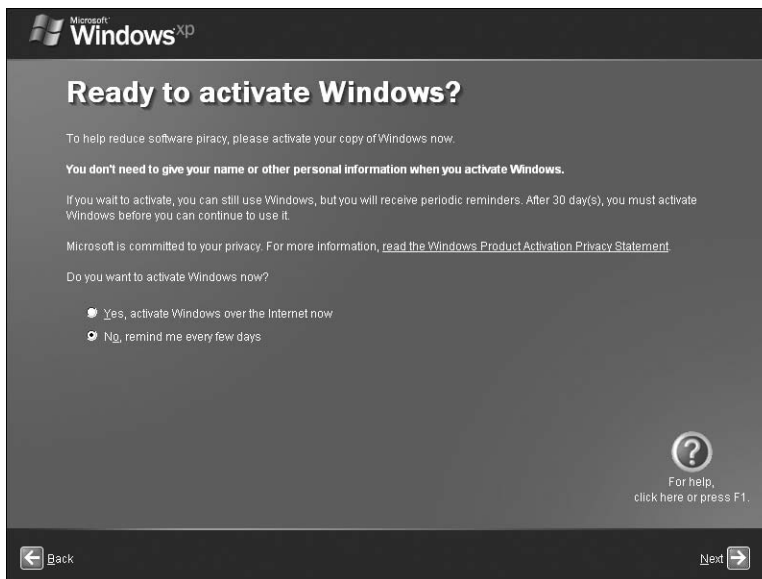 Microsoft
Windows xp
Ready to activate Windows?
To help reduce software piracy, please activate your copy of Windows now.
You don't need to give your name or other personal information when you activate Windows.
If you wait to activate, you can still use Windows, but you will receive periodic reminders. After 30 day(s), you must activate
Windows before you can continue to use it.
Microsoft is committed to your privacy. For more information, read the Windows Product Activation Privacy Statement.
Do you want to activate Windows now?
Yes, activate Windows over the Internet now
No, remind me every few days
For help,
click here or press F1.
Back
Next